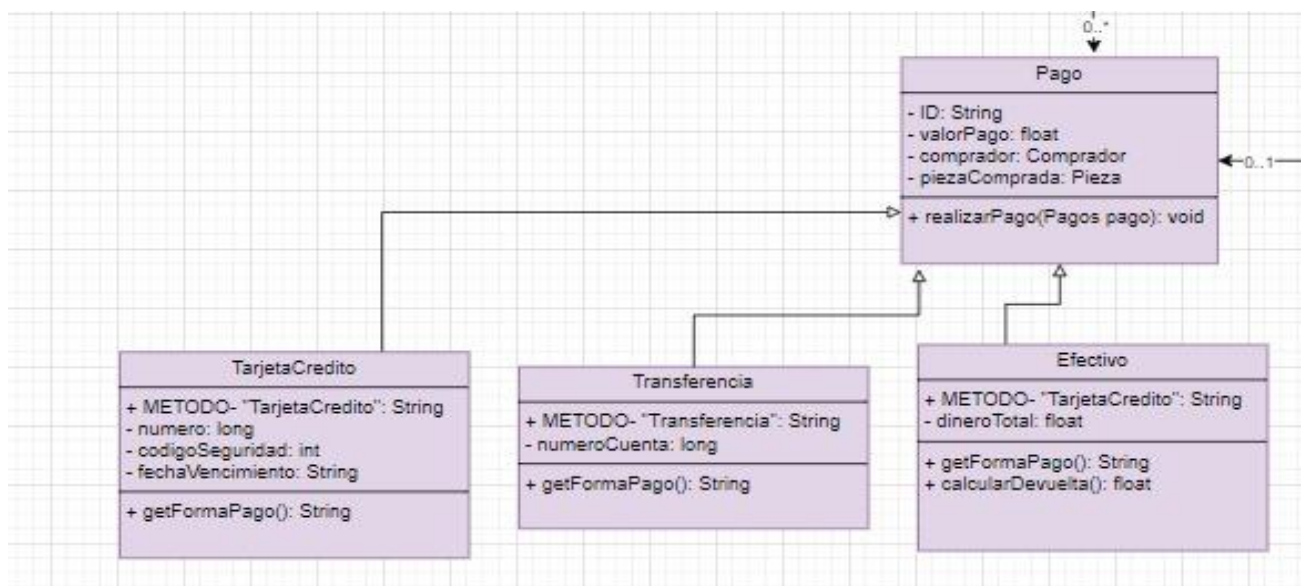 0..*
Pago
- ID: String
- valorPago: float
- comprador: Comprador
- piezaComprada: Pieza
0..1
+ realizarPago(Pagos pago): void
TarjetaCredito
+ METODO- "TarjetaCredito": String
- numero: long
- codigoSeguridad: int
- fechaVencimiento: String
+ getFormaPago(): String
Transferencia
+ METODO- "Transferencia": String
- numeroCuenta: long
+ getFormaPago(): String
Efectivo
+ METODO- "TarjetaCredito": String
- dineroTotal: float
+ getFormaPago(): String
+ calcularDevuelta(): float